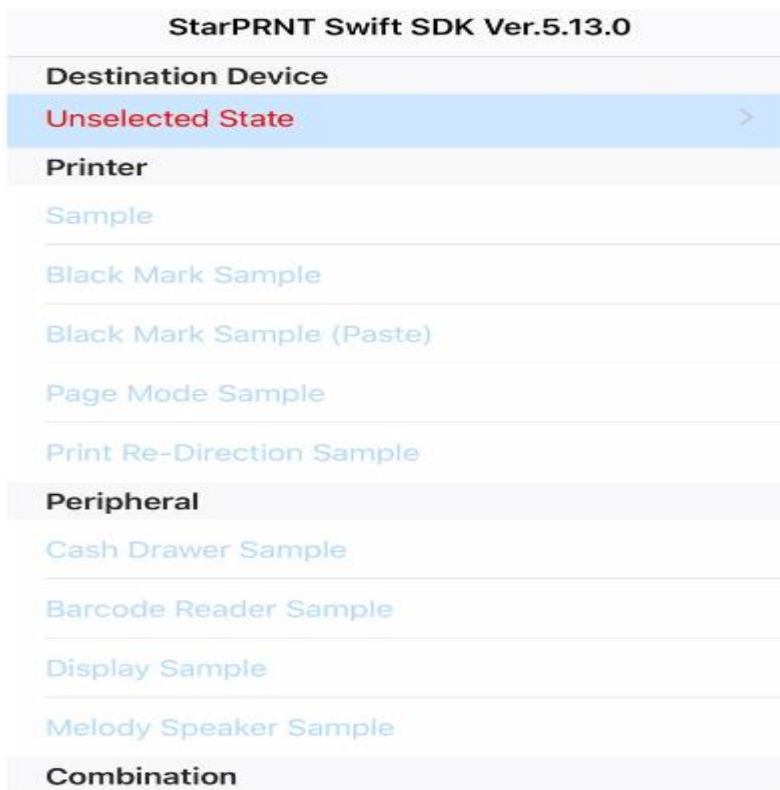 StarPRNT Swift SDK Ver.5.13.0
Destination Device
Unselected State
Printer
Sample
Black Mark Sample
Black Mark Sample (Paste)
Page Mode Sample
Print Re-Direction Sample
Peripheral
Cash Drawer Sample
Barcode Reader Sample
Display Sample
Melody Speaker Sample
Combination